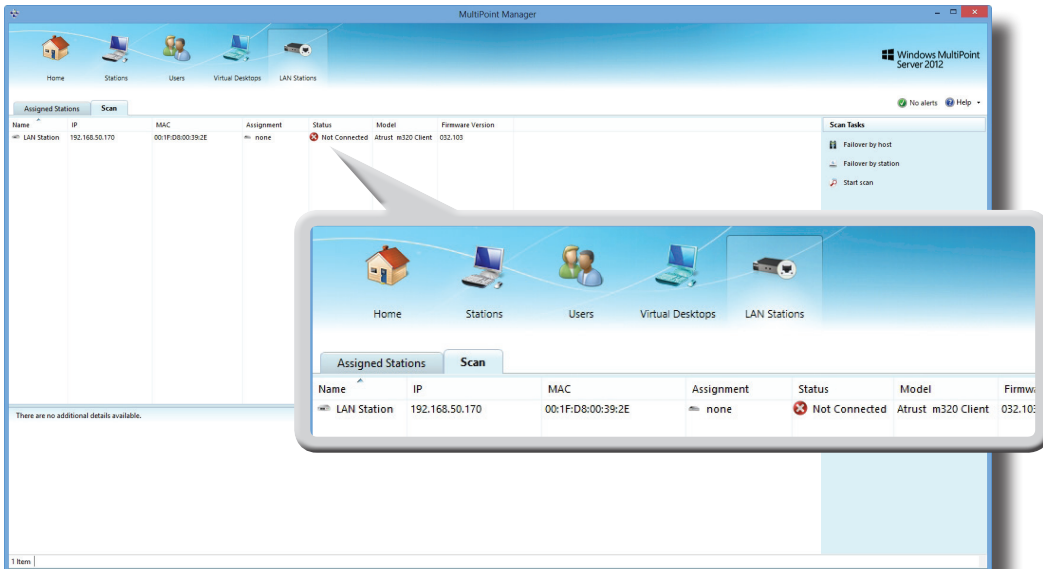 MultiPoint Manager
Home Stations Users Virtual Desktops LAN Stations
Windows MultiPoint
Server 2012
No alerts Help
Assigned Stations Scan
Name IP MAC Assignment Status Model Firmware Version
LAN Station 192.168.50.170 00:1F:D8:00:39:2E none Not Connected Atrust m320 Client 032.103
Scan Tasks
Failover by host
Failover by station
Start scan
Home Stations Users Virtual Desktops LAN Stations
Assigned Stations Scan
Name IP MAC Assignment Status Model Firmwa
LAN Station 192.168.50.170 00:1F:D8:00:39:2E none Not Connected Atrust m320 Client 032.103
There are no additional details available.
1 Item